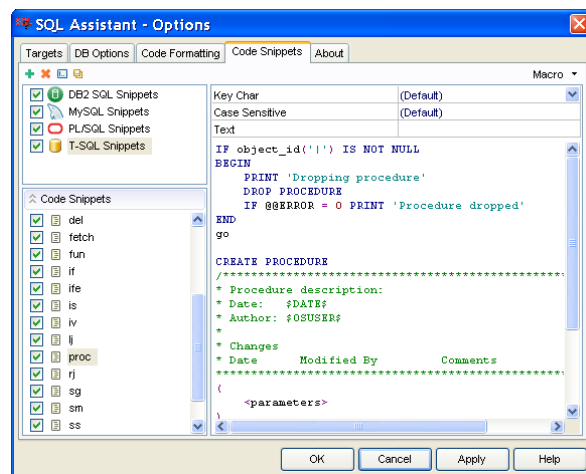 SQL Assistant - Options
Targets DB Options Code Formatting Code Snippets About
Macro
DB2 SQL Snippets
MySQL Snippets
PL/SQL Snippets
T-SQL Snippets
Code Snippets
del
fetch
fun
if
ife
is
iv
lj
proc
rj
sg
sm
ss
Key Char (Default)
Case Sensitive (Default)
Text
IF object_id('|') IS NOT NULL
BEGIN
PRINT 'Dropping procedure'
DROP PROCEDURE
IF @@ERROR = 0 PRINT 'Procedure dropped'
END
go
CREATE PROCEDURE
/*****************************************************
* Procedure description:
* Date: $DATE$
* Author: $OSUSER$
*
* Changes
* Date Modified By Comments
******************************************************
(
<parameters>
)
OK Cancel Apply Help